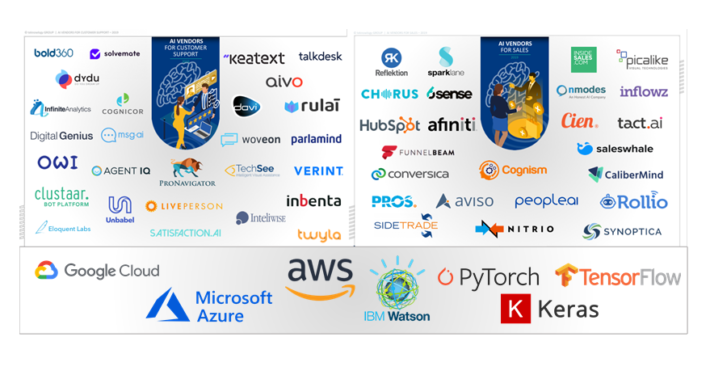 AI VENDORS
FOR CUSTOMER
SUPPORT
bold360
solvemate
keatext
talkdesk
dydu
aivo
InfiniteAnalytics
COGNICOR
davi
rulai
Digital Genius
msg.ai
woveon
parlamind
OWI
AGENT IQ
PRONAVIGATOR
TechSee
VERINT.
clustaar.
BOT PLATFORM
Unbabel
LIVEPERSON
Inteliwise
inbenta
Eloquent Labs
SATISFACTION.AI
twyla
AI VENDORS
FOR SALES
RK
Reflektion
sparklane
INSIDE
SALES
.COM
picalike
VISUAL TECHNOLOGIES
CHORUS
6sense
nmodes
inflowz
HubSpot
afiniti
Cien.
tact.ai
FUNNELBEAM
saleswhale
conversica
Cognism
CaliberMind
PROS.
aviso
peopleai
Rollio
SIDETRADE
NITRIO
SYNOPTICA
Google Cloud
Microsoft
Azure
aws
IBM Watson
PyTorch
TensorFlow
K Keras